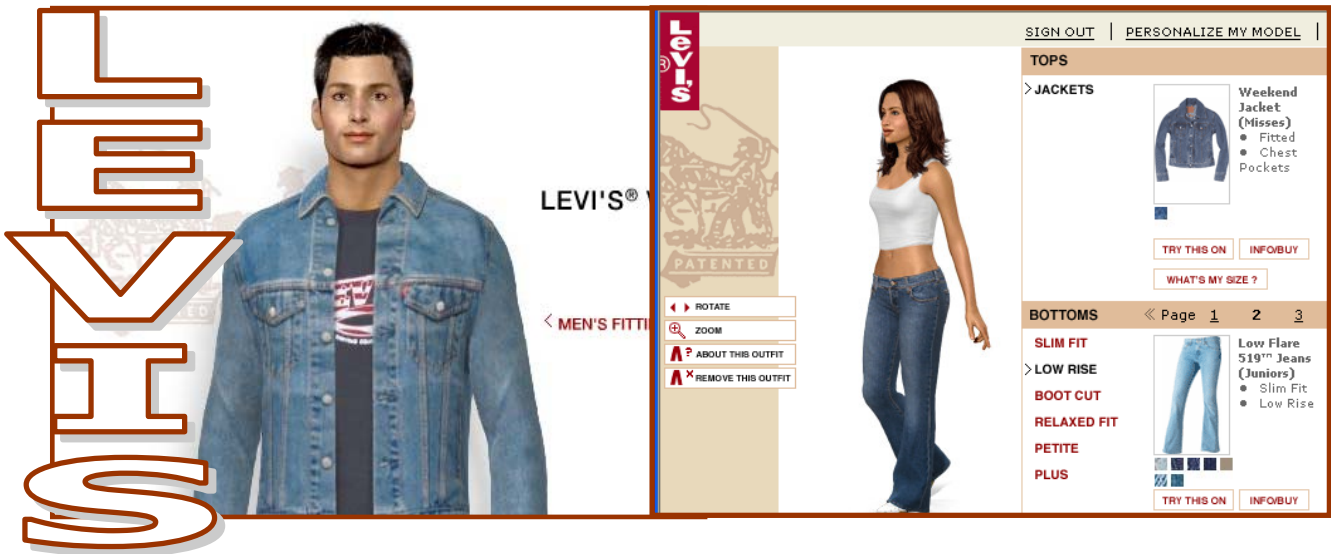 LEVIS
LEVI'S®
MEN'S FITTI
Levi's
®
PATENTED
ROTATE
ZOOM
? ABOUT THIS OUTFIT
X REMOVE THIS OUTFIT
SIGN OUT | PERSONALIZE MY MODEL |
TOPS
JACKETS
Weekend
Jacket
(Misses)
● Fitted
● Chest
Pockets
TRY THIS ON INFO/BUY
WHAT'S MY SIZE ?
BOTTOMS
« Page 1 2 3
SLIM FIT
LOW RISE
BOOT CUT
RELAXED FIT
PETITE
PLUS
Low Flare
519™ Jeans
(Juniors)
● Slim Fit
● Low Rise
TRY THIS ON INFO/BUY